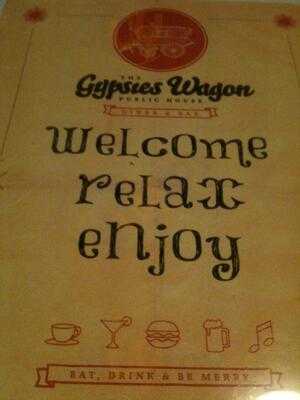 THE
Gypsies Wagon
PUBLIC HOUSE
DINER & BAR
WELCOME
RELAX
ENJOY
EAT, DRINK & BE MERRY